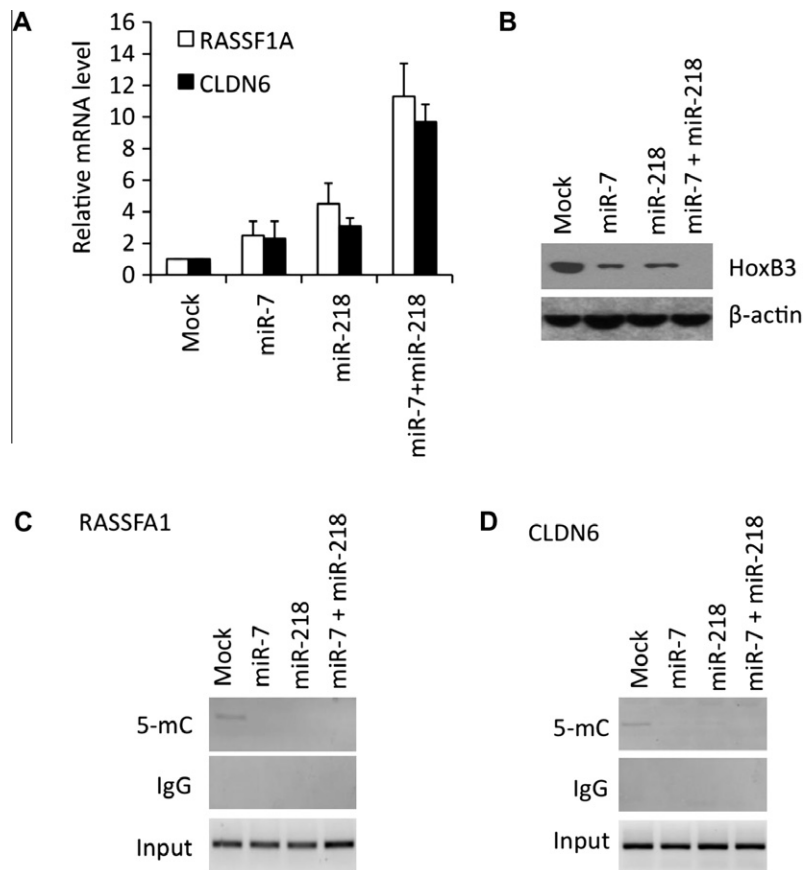 A
Relative mRNA level
16
14
12
10
8
6
4
2
0
RASSF1A
CLDN6
Mock
miR-7
miR-218
miR-7+miR-218
B
Mock
miR-7
miR-218
miR-7 + miR-218
HoxB3
β-actin
C
RASSFA1
Mock
miR-7
miR-218
miR-7 + miR-218
5-mC
IgG
Input
D
CLDN6
Mock
miR-7
miR-218
miR-7 + miR-218
5-mC
IgG
Input